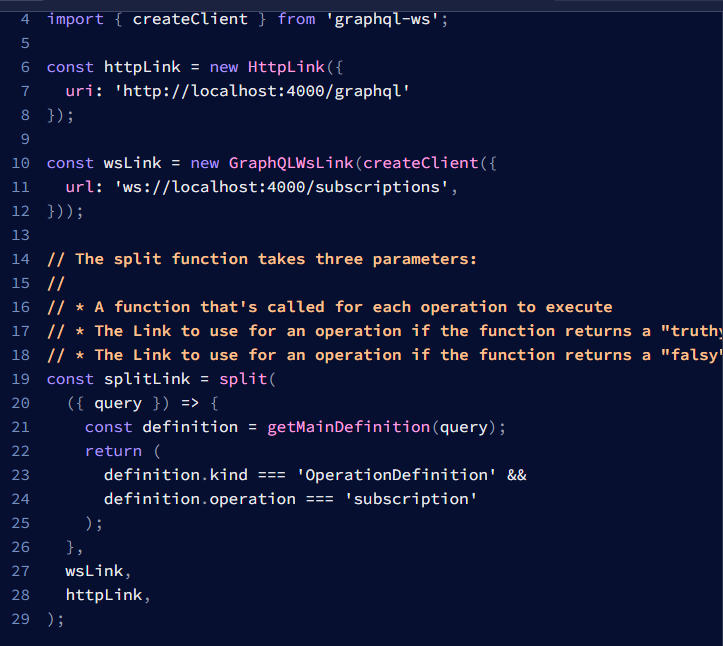 4 import { createClient } from 'graphql-ws';
5
6 const httpLink = new HttpLink({
7   uri: 'http://localhost:4000/graphql'
8 });
9
10 const wsLink = new GraphQLWsLink(createClient({
11   url: 'ws://localhost:4000/subscriptions',
12 }));
13
14 // The split function takes three parameters:
15 //
16 // * A function that's called for each operation to execute
17 // * The Link to use for an operation if the function returns a "truthy
18 // * The Link to use for an operation if the function returns a "falsy"
19 const splitLink = split(
20   ({ query }) => {
21     const definition = getMainDefinition(query);
22     return (
23       definition.kind === 'OperationDefinition' &&
24       definition.operation === 'subscription'
25     );
26   },
27   wsLink,
28   httpLink,
29 );